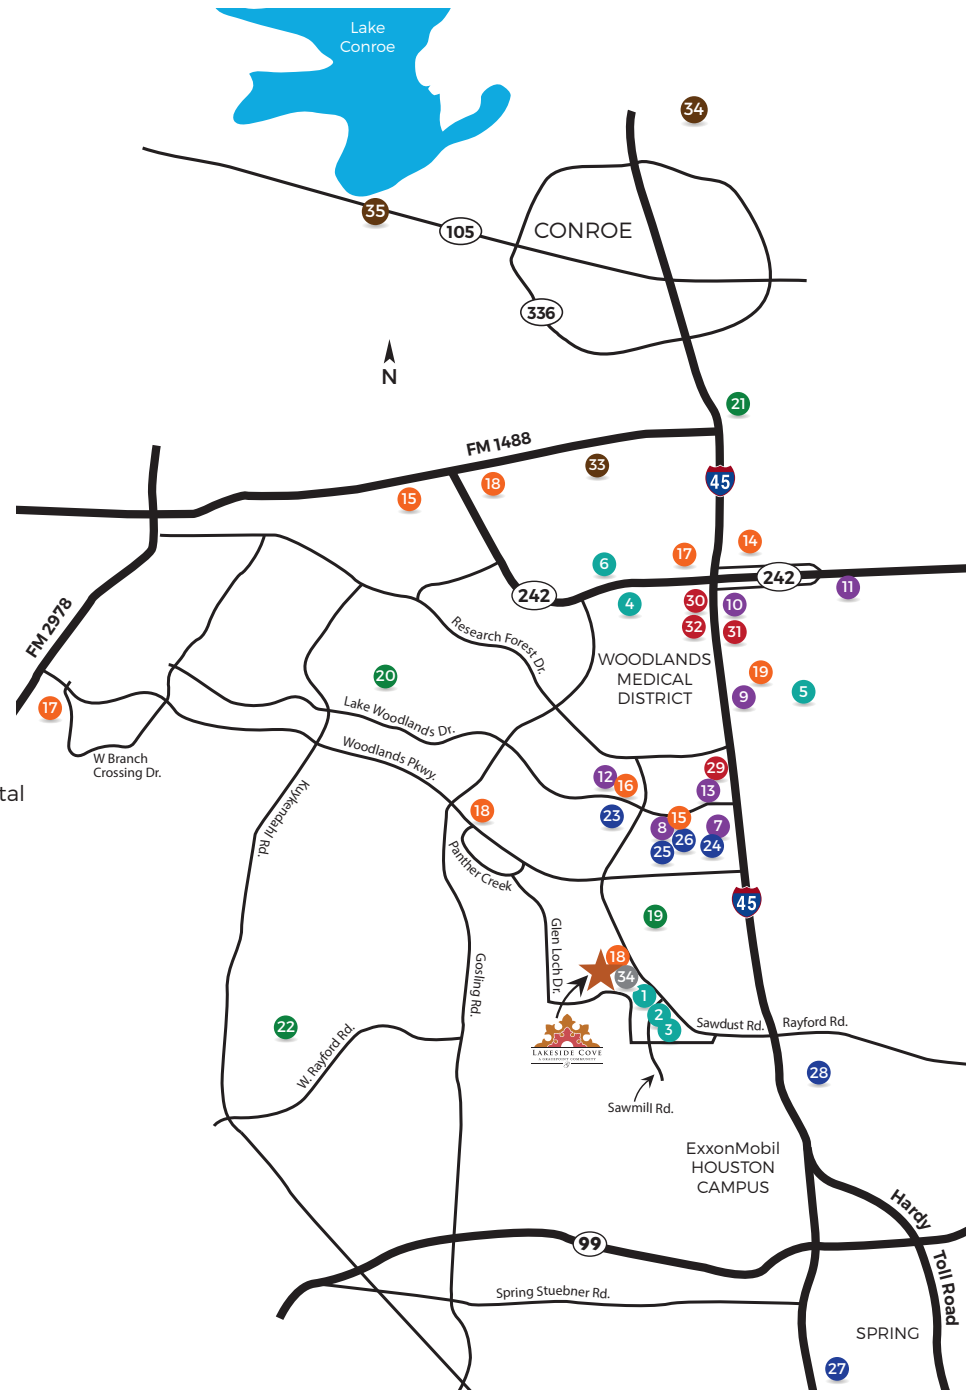 Lake
Conroe
34
35
105
CONROE
336
N
21
FM 1488
33
18
15
45
14
17
6
242
242
11
4
30
10
32
31
FM 2978
Research Forest Dr.
WOODLANDS
MEDICAL
DISTRICT
19
5
9
20
17
Lake Woodlands Dr.
Woodlands Pkwy.
W Branch
Crossing Dr.
tal
29
12
16
13
Kuykendahl Rd.
18
23
15
8
7
26
25
24
Panther Creek
45
19
Glen Loch Dr.
18
34
1
2
3
Gosling Rd.
Sawdust Rd.
Rayford Rd.
22
W. Rayford Rd.
LAKESIDE COVE
28
Sawmill Rd.
ExxonMobil
HOUSTON
CAMPUS
Hardy
Toll Road
99
Spring Stuebner Rd.
SPRING
27